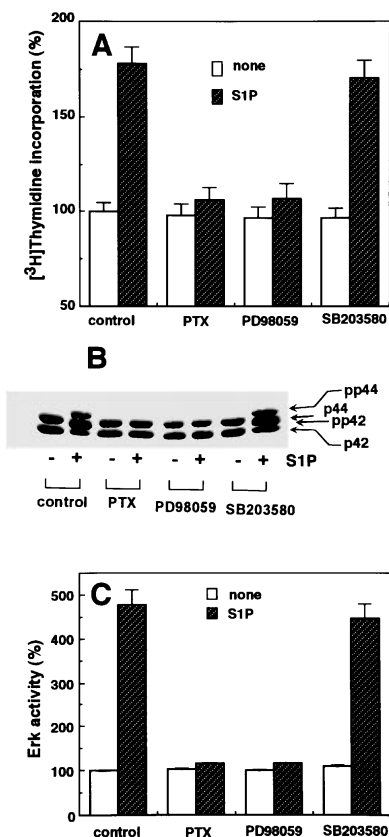 A
[³H]Thymidine incorporation (%)
200
150
100
50
none
S1P
control PTX PD98059 SB203580
B
pp44
p44
pp42
p42
- + - + - + - + S1P
control PTX PD98059 SB203580
C
Erk activity (%)
500
400
300
200
100
0
none
S1P
control PTX PD98059 SB203580